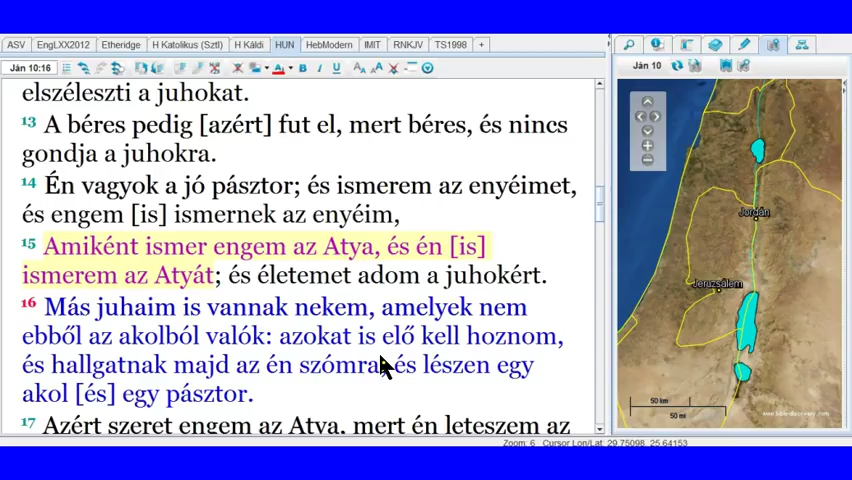 ASV EngLXX2012 Etheridge H Katolikus (Sztl) H Káldi HUN HebModern IMIT RNKJV TS1998 +
Ján 10:16
Ján 10
elszéleszti a juhokat.
13 A béres pedig [azért] fut el, mert béres, és nincs
gondja a juhokra.
14 Én vagyok a jó pásztor; és ismerem az enyéimet,
és engem [is] ismernek az enyéim,
15 Amiként ismer engem az Atya, és én [is]
ismerem az Atyát; és életemet adom a juhokért.
16 Más juhaim is vannak nekem, amelyek nem
ebből az akolból valók: azokat is elő kell hoznom,
és hallgatnak majd az én szómra, és lészen egy
akol [és] egy pásztor.
17 Azért szeret engem az Atya, mert én leteszem az
Jordán
Jeruzsálem
50 km
50 mi
www.bible-discovery.com
Zoom: 6 Cursor Lon/Lat: 29.75098, 25.64153